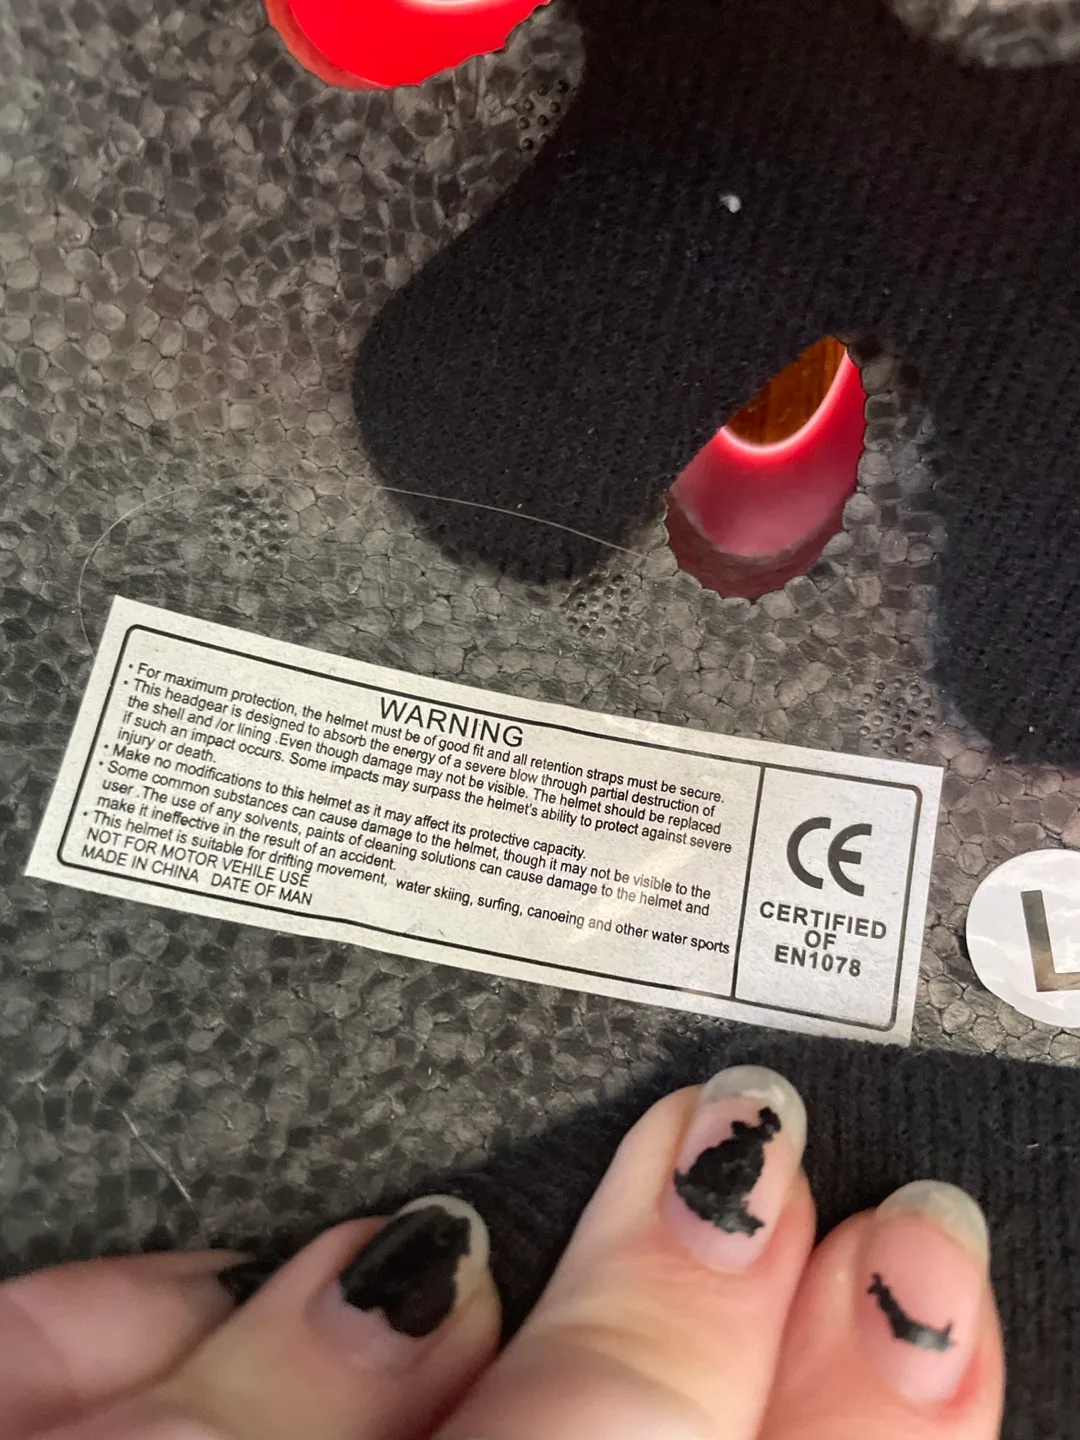 WARNING
• For maximum protection, the helmet must be of good fit and all retention straps must be secure.
• This headgear is designed to absorb the energy of a severe blow through partial destruction of
the shell and /or lining .Even though damage may not be visible. The helmet should be replaced
if such an impact occurs. Some impacts may surpass the helmet's ability to protect against severe
injury or death.
• Make no modifications to this helmet as it may affect its protective capacity.
• Some common substances can cause damage to the helmet, though it may not be visible to the
user .The use of any solvents, paints of cleaning solutions can cause damage to the helmet and
make it ineffective in the result of an accident.
• This helmet is suitable for drifting movement, water skiing, surfing, canoeing and other water sports
NOT FOR MOTOR VEHILE USE
MADE IN CHINA DATE OF MAN
CE
CERTIFIED
OF
EN1078
L